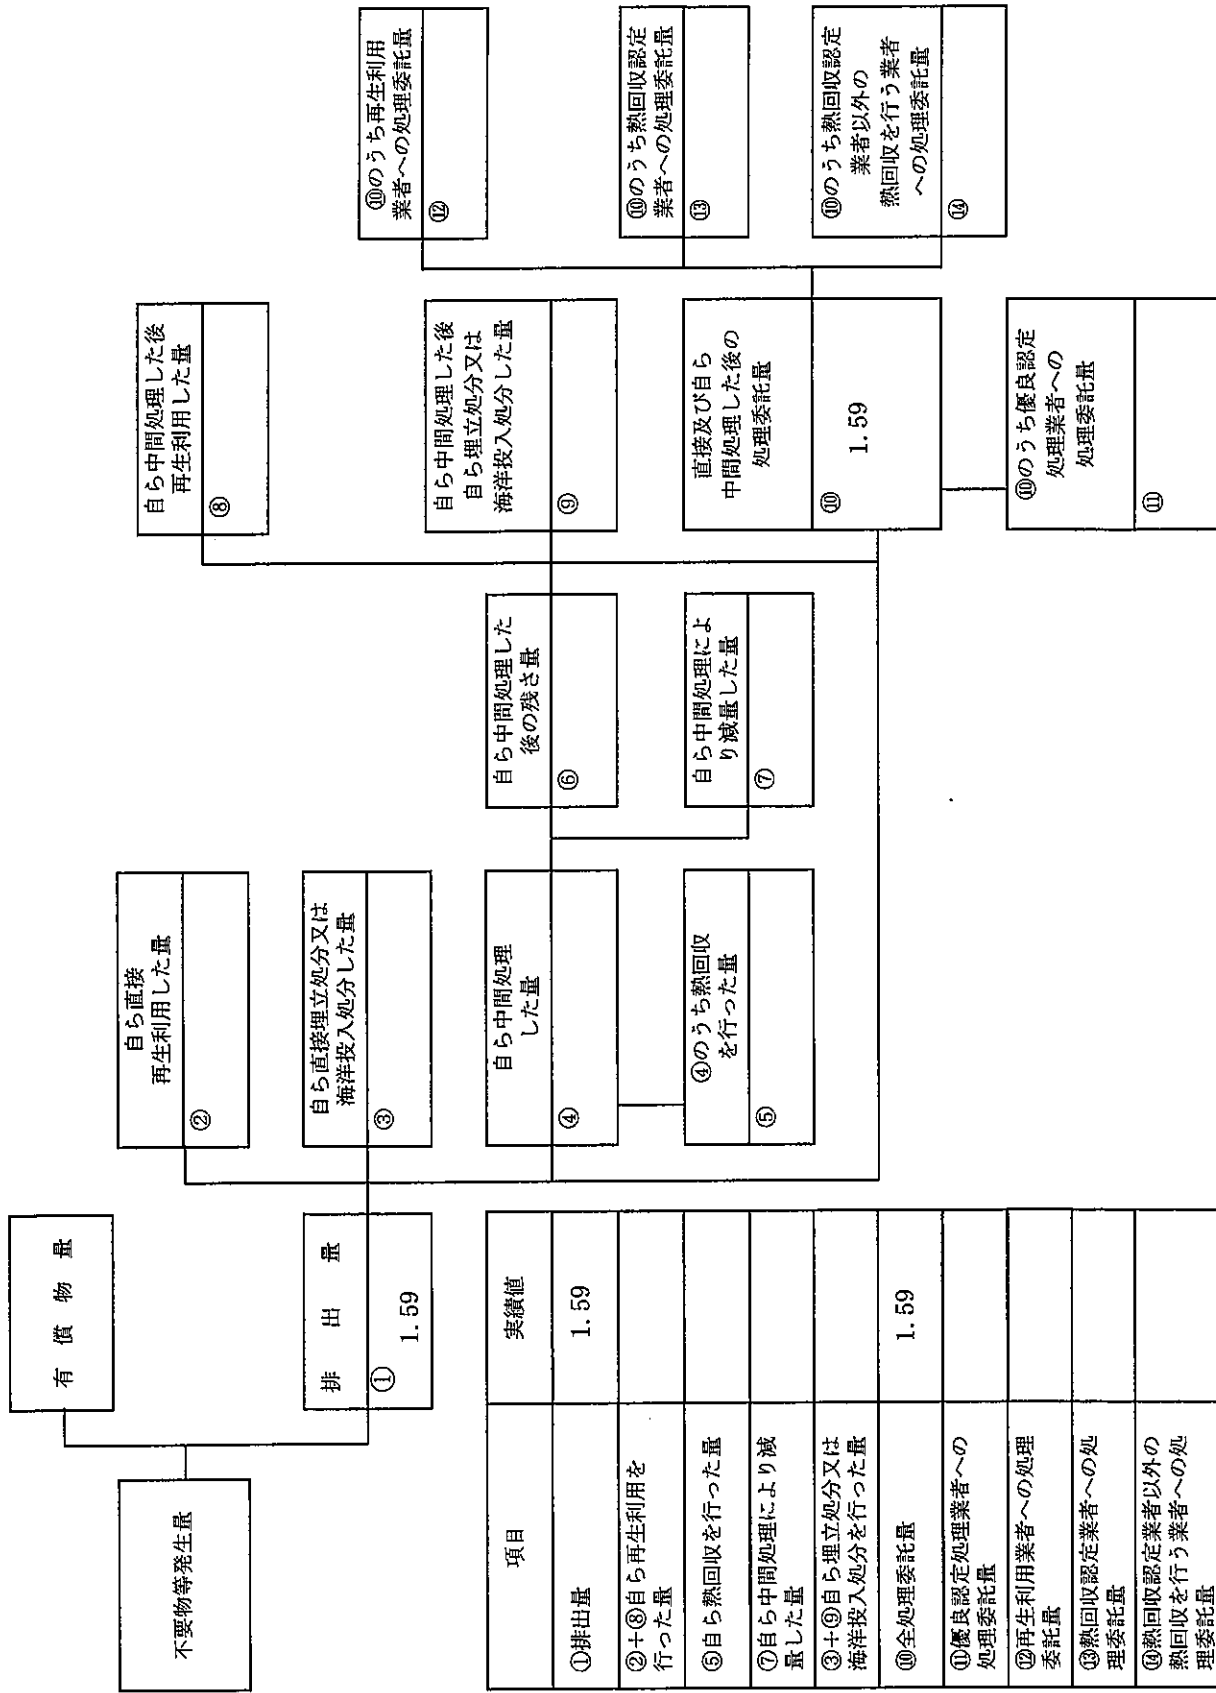 不要物等発生量
有償物量
排出量
① 1.59
自ら直接
再生利用した量
②
自ら直接埋立処分又は
海洋投入処分した量
③
自ら中間処理
した量
④
④のうち熱回収
を行った量
⑤
自ら中間処理した
後の残さ量
⑥
自ら中間処理によ
り減量した量
⑦
自ら中間処理した後
再生利用した量
⑧
自ら中間処理した後
自ら埋立処分又は
海洋投入処分した量
⑨
直接及び自ら
中間処理した後の
処理委託量
⑩ 1.59
⑩のうち優良認定
処理業者への
処理委託量
⑪
⑩のうち再生利用
業者への処理委託量
⑫
⑩のうち熱回収認定
業者への処理委託量
⑬
⑩のうち熱回収認定
業者以外の
熱回収を行う業者
への処理委託量
⑭
項目 実績値
①排出量 1.59
②+⑧自ら再生利用を
行った量
⑤自ら熱回収を行った量
⑦自ら中間処理により減
量した量
③+⑨自ら埋立処分又は
海洋投入処分を行った量
⑩全処理委託量 1.59
⑪優良認定処理業者への
処理委託量
⑫再生利用業者への処理
委託量
⑬熱回収認定業者への処
理委託量
⑭熱回収認定業者以外の
熱回収を行う業者への処
理委託量